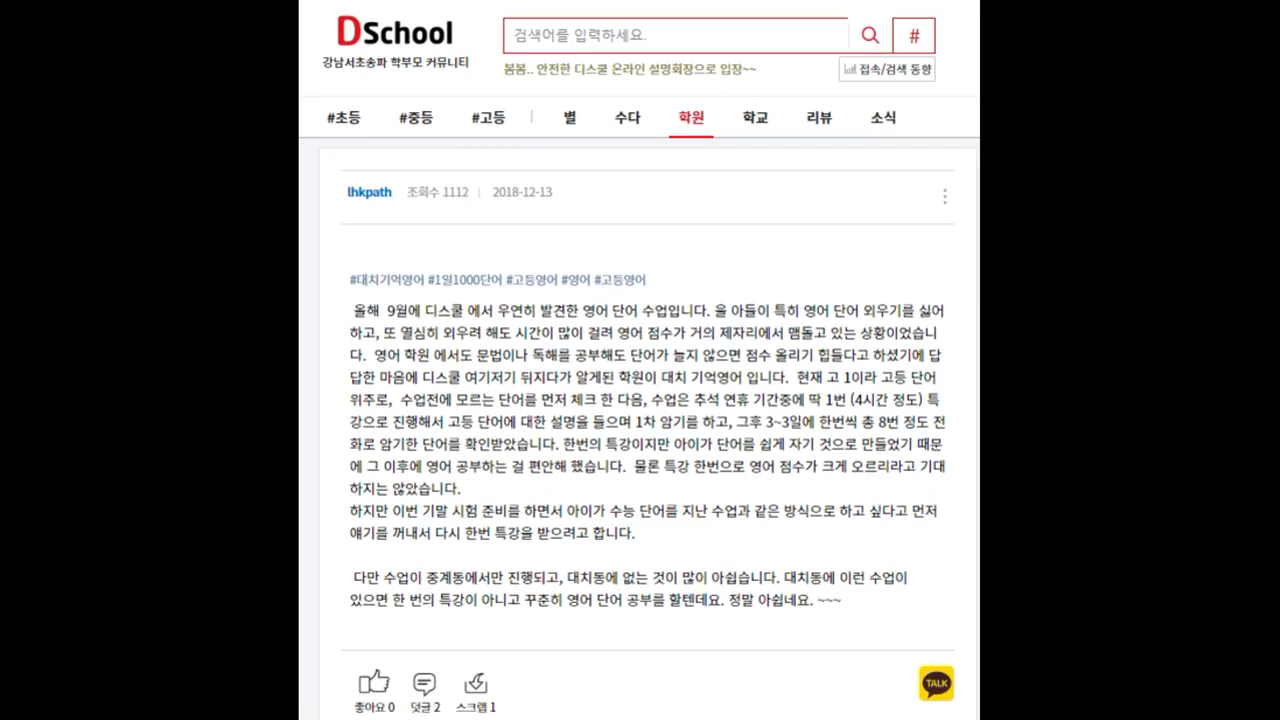 DSchool
강남서초송파 학부모 커뮤니티
검색어를 입력하세요.
#
봄봄.. 안전한 디스쿨 온라인 설명회장으로 입장~~
접속/검색 동향
#초등 #중등 #고등 | 별 수다 학원 학교 리뷰 소식
lhkpath 조회수 1112 | 2018-12-13
#대치기억영어 #1일1000단어 #고등영어 #영어 #고등영어
올해 9월에 디스쿨 에서 우연히 발견한 영어 단어 수업입니다. 울 아들이 특히 영어 단어 외우기를 싫어
하고, 또 열심히 외우려 해도 시간이 많이 걸려 영어 점수가 거의 제자리에서 맴돌고 있는 상황이었습니
다. 영어 학원 에서도 문법이나 독해를 공부해도 단어가 늘지 않으면 점수 올리기 힘들다고 하셨기에 답
답한 마음에 디스쿨 여기저기 뒤지다가 알게된 학원이 대치 기억영어 입니다. 현재 고 1이라 고등 단어
위주로, 수업전에 모르는 단어를 먼저 체크 한 다음, 수업은 추석 연휴 기간중에 딱 1번 (4시간 정도) 특
강으로 진행해서 고등 단어에 대한 설명을 들으며 1차 암기를 하고, 그후 3~3일에 한번씩 총 8번 정도 전
화로 암기한 단어를 확인받았습니다. 한번의 특강이지만 아이가 단어를 쉽게 자기 것으로 만들었기 때문
에 그 이후에 영어 공부하는 걸 편안해 했습니다. 물론 특강 한번으로 영어 점수가 크게 오르리라고 기대
하지는 않았습니다.
하지만 이번 기말 시험 준비를 하면서 아이가 수능 단어를 지난 수업과 같은 방식으로 하고 싶다고 먼저
얘기를 꺼내서 다시 한번 특강을 받으려고 합니다.
다만 수업이 중계동에서만 진행되고, 대치동에 없는 것이 많이 아쉽습니다. 대치동에 이런 수업이
있으면 한 번의 특강이 아니고 꾸준히 영어 단어 공부를 할텐데요. 정말 아쉽네요. ~~~
좋아요 0 덧글 2 스크랩 1
TALK